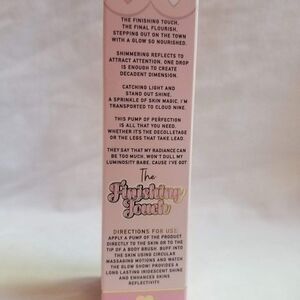 THE FINISHING TOUCH,
THE FINAL FLOURISH,
STEPPING OUT ON THE TOWN
WITH A GLOW SO NOURISHED.
SHIMMERING REFLECTS TO
ATTRACT ATTENTION, ONE DROP
IS ENOUGH TO CREATE
DECADENT DIMENSION.
CATCHING LIGHT AND
STAND OUT SHINE,
A SPRINKLE OF SKIN MAGIC, I'M
TRANSPORTED TO CLOUD NINE.
THIS PUMP OF PERFECTION
IS ALL THAT YOU NEED,
WHETHER IT'S THE DECOLLETAGE
OR THE LEGS THAT TAKE LEAD.
THEY SAY THAT MY RADIANCE CAN
BE TOO MUCH, WON'T DULL MY
LUMINOSITY BABE, CAUSE I'VE GOT
The
Finishing
Touch
DIRECTIONS FOR USE:
APPLY A PUMP OF THE PRODUCT
DIRECTLY TO THE SKIN OR TO THE
TIP OF A BODY BRUSH. BUFF INTO
THE SKIN USING CIRCULAR
MASSAGING MOTIONS AND WATCH
THE GLOW SHOW! PROVIDES A
LONG LASTING IRIDESCENT SHINE
AND ENHANCES SKINS
REFLECTIVITY